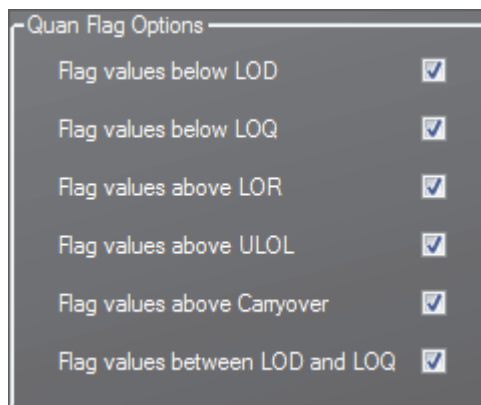 Quan Flag Options
Flag values below LOD
Flag values below LOQ
Flag values above LOR
Flag values above ULOL
Flag values above Carryover
Flag values between LOD and LOQ